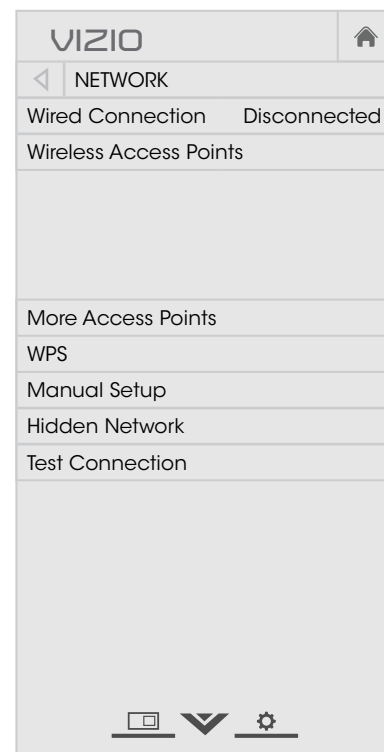 VIZIO
NETWORK
Wired Connection Disconnected
Wireless Access Points
More Access Points
WPS
Manual Setup
Hidden Network
Test Connection